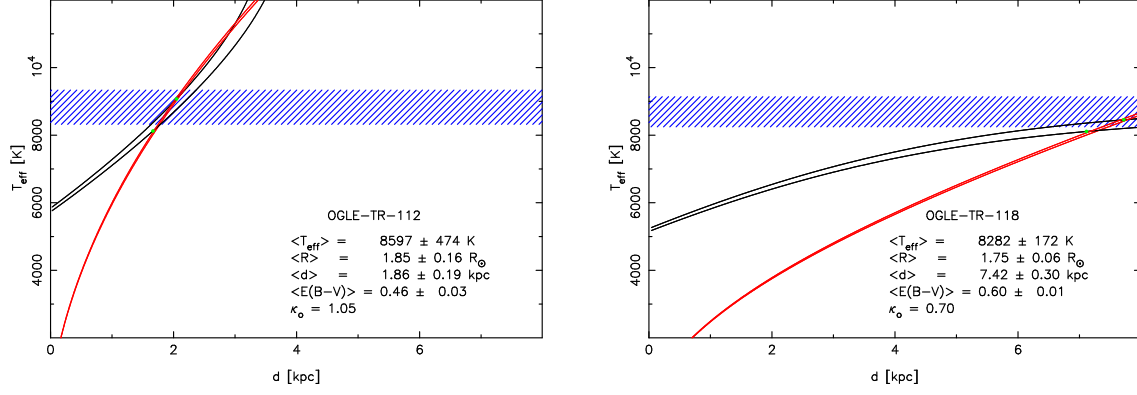 10⁴
8000
6000
4000
T_eff [K]
OGLE-TR-112
<T_eff> = 8597 ± 474 K
<R> = 1.85 ± 0.16 R_⊙
<d> = 1.86 ± 0.19 kpc
<E(B-V)> = 0.46 ± 0.03
κ_o = 1.05
0 2 4 6
d [kpc]
10⁴
8000
6000
4000
T_eff [K]
OGLE-TR-118
<T_eff> = 8282 ± 172 K
<R> = 1.75 ± 0.06 R_⊙
<d> = 7.42 ± 0.30 kpc
<E(B-V)> = 0.60 ± 0.01
κ_o = 0.70
0 2 4 6
d [kpc]